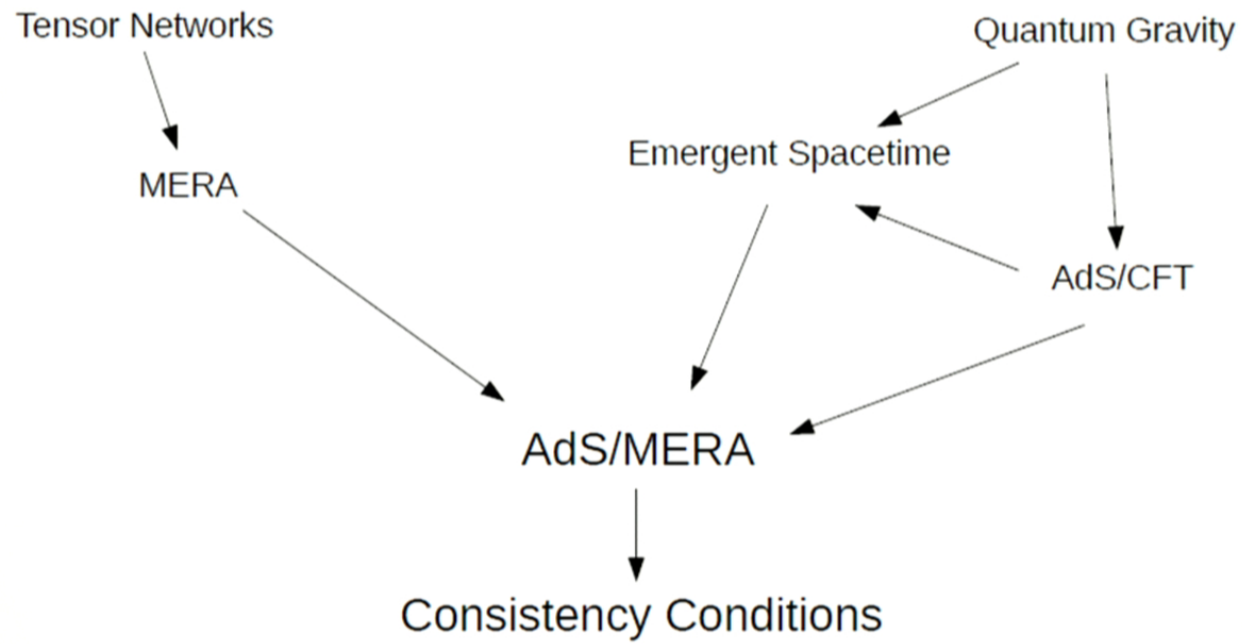 Tensor Networks
Quantum Gravity
Emergent Spacetime
MERA
AdS/CFT
AdS/MERA
Consistency Conditions